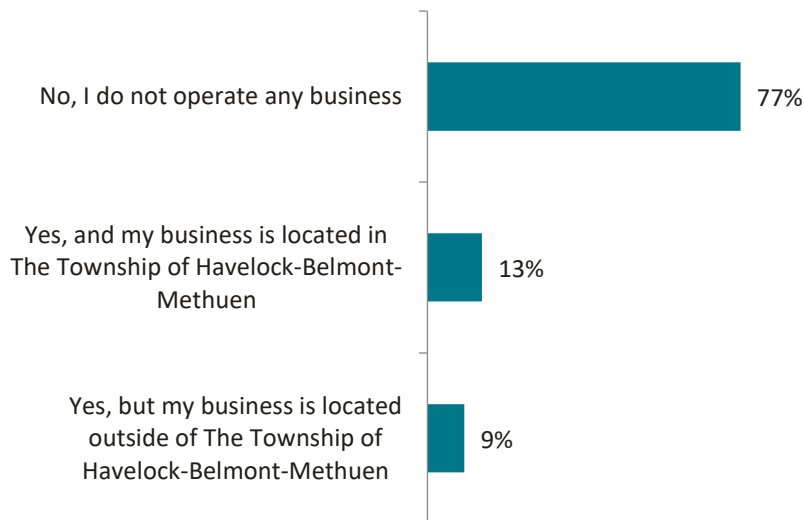 No, I do not operate any business
77%
Yes, and my business is located in
The Township of Havelock-Belmont-
Methuen
13%
Yes, but my business is located
outside of The Township of
Havelock-Belmont-Methuen
9%